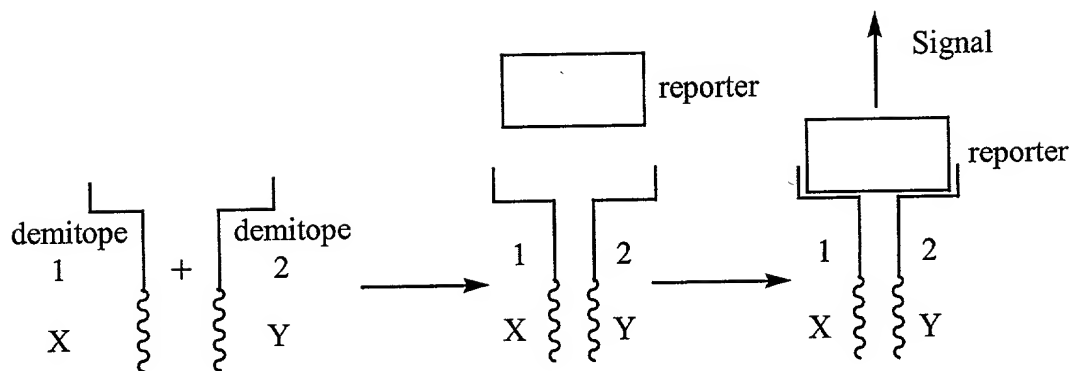 Signal
reporter
reporter
demitope
demitope
1
+
2
1
2
1
2
X
Y
X
Y
X
Y